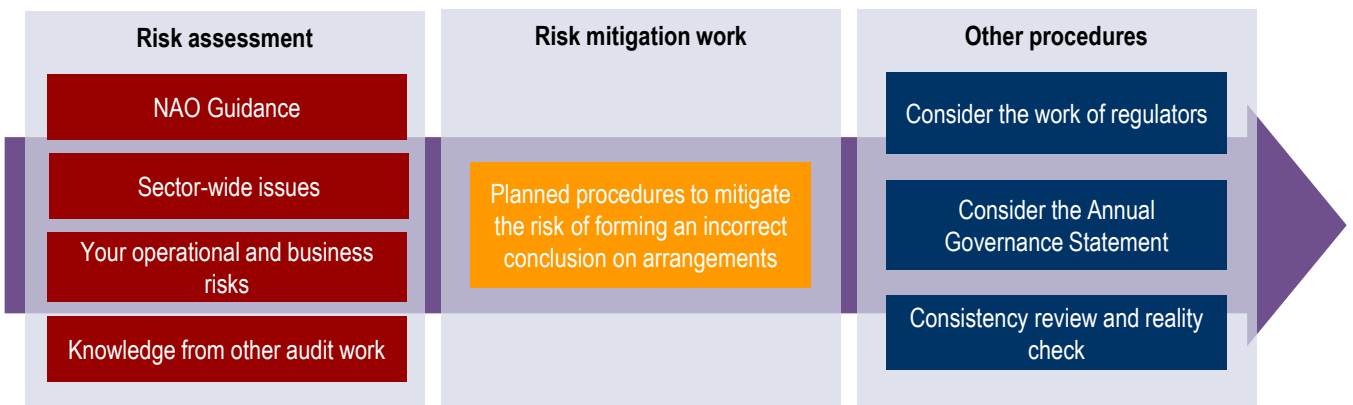 Risk assessment
NAO Guidance
Sector-wide issues
Your operational and business
risks
Knowledge from other audit work
Risk mitigation work
Planned procedures to mitigate
the risk of forming an incorrect
conclusion on arrangements
Other procedures
Consider the work of regulators
Consider the Annual
Governance Statement
Consistency review and reality
check